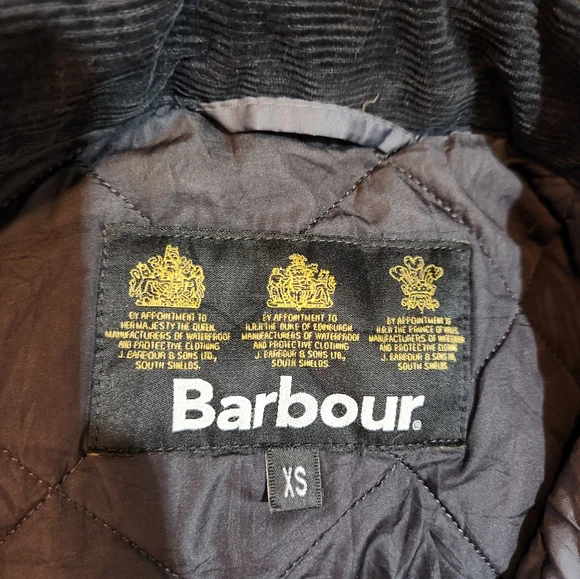 BY APPOINTMENT TO
HER MAJESTY THE QUEEN
MANUFACTURERS OF WATERPROOF
AND PROTECTIVE CLOTHING
J. BARBOUR & SONS LTD.,
SOUTH SHIELDS.
BY APPOINTMENT TO
H.R.H THE DUKE OF EDINBURGH
MANUFACTURERS OF WATERPROOF
AND PROTECTIVE CLOTHING
J. BARBOUR & SONS LTD.,
SOUTH SHIELDS.
BY APPOINTMENT TO
H.R.H THE PRINCE OF WALES
MANUFACTURERS OF WATERPROOF
AND PROTECTIVE CLOTHING
J. BARBOUR & SONS LTD.
SOUTH SHIELDS.
Barbour®
XS